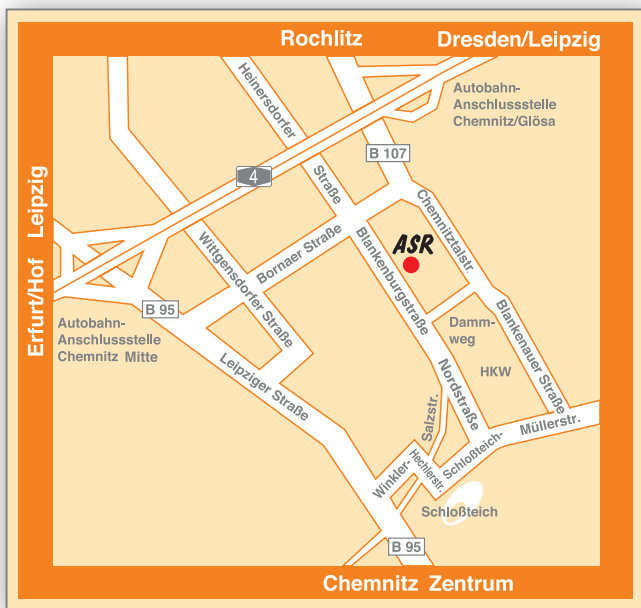 Rochlitz
Dresden/Leipzig
Heinersdorfer
Straße
Autobahn-
Anschlussstelle
Chemnitz/Glösa
B 107
4
Leipzig
Erfurt/Hof
Chemnitztalstr.
Wittgensdorfer Straße
Bornaer Straße
ASR
Blankenburgstraße
B 95
Autobahn-
Anschlussstelle
Chemnitz Mitte
Leipziger Straße
Damm-
weg
HKW
Blankenauer Straße
Nordstraße
Salzstr.
Müllerstr.
Schloßteich-
Hechlerstr.
Winkler-
Schloßteich
B 95
Chemnitz Zentrum